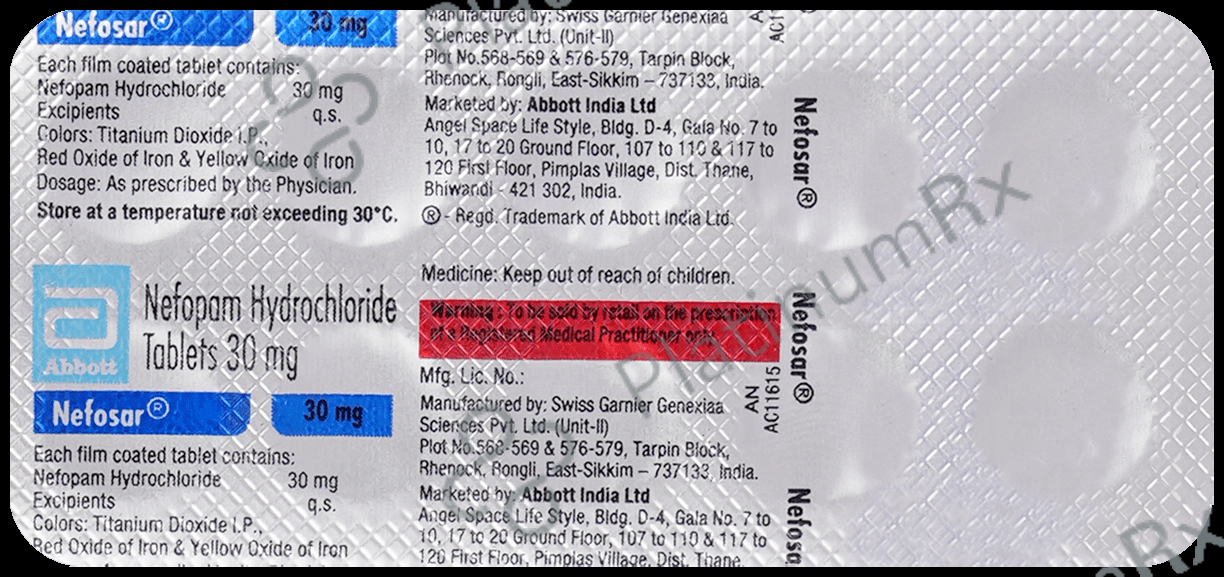 Nefosar® 30 mg
Each film coated tablet contains:
Nefopam Hydrochloride 30 mg
Excipients q.s.
Colors: Titanium Dioxide I.P.,
Red Oxide of Iron & Yellow Oxide of Iron
Dosage: As prescribed by the Physician.
Store at a temperature not exceeding 30°C.
Abbott
Nefopam Hydrochloride
Tablets 30 mg
Nefosar® 30 mg
Each film coated tablet contains:
Nefopam Hydrochloride 30 mg
Excipients q.s.
Colors: Titanium Dioxide I.P.,
Red Oxide of Iron & Yellow Oxide of Iron
Manufactured by: Swiss Garnier Genexiaa
Sciences Pvt. Ltd. (Unit-II)
Plot No.568-569 & 576-579, Tarpin Block,
Rhenock, Rongli, East-Sikkim – 737133, India.
Marketed by: Abbott India Ltd
Angel Space Life Style, Bldg. D-4, Gala No. 7 to
10, 17 to 20 Ground Floor, 107 to 110 & 117 to
120 First Floor, Pimplas Village, Dist. Thane,
Bhiwandi - 421 302, India.
® - Regd. Trademark of Abbott India Ltd.
Medicine: Keep out of reach of children.
Warning : To be sold by retail on the prescription
of a Registered Medical Practitioner only.
Mfg. Lic. No.:
Manufactured by: Swiss Garnier Genexiaa
Sciences Pvt. Ltd. (Unit-II)
Plot No.568-569 & 576-579, Tarpin Block,
Rhenock, Rongli, East-Sikkim – 737133, India.
Marketed by: Abbott India Ltd
Angel Space Life Style, Bldg. D-4, Gala No. 7 to
10, 17 to 20 Ground Floor, 107 to 110 & 117 to
120 First Floor, Pimplas Village, Dist. Thane,
AN
AC11615
Nefosar®
Nefosar®
Nefosa
PlatinumRx